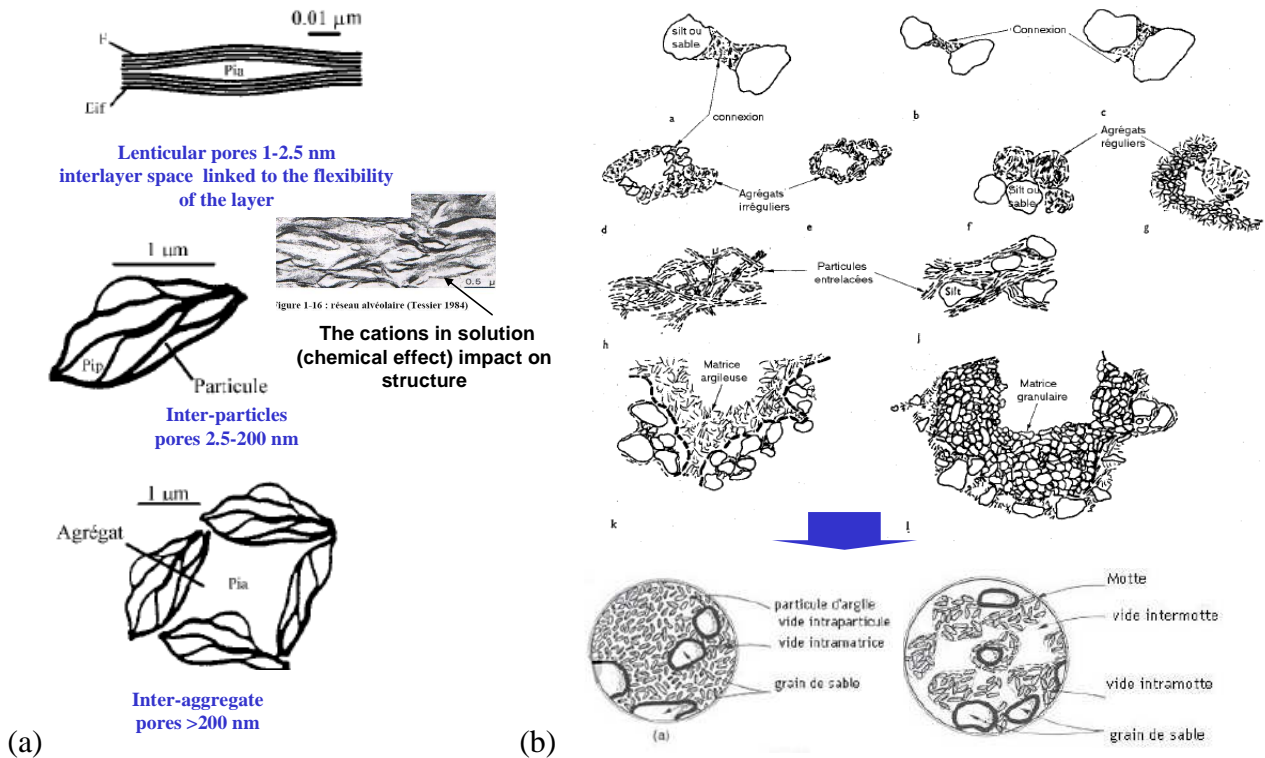 0.01 µm
F
Pia
Eif
Lenticular pores 1-2.5 nm
interlayer space linked to the flexibility
of the layer
1 µm
Pip
Particule
Inter-particles
pores 2.5-200 nm
0.5 µ
Figure 1-16 : réseau alvéolaire (Tessier 1984)
The cations in solution
(chemical effect) impact on
structure
1 µm
Agrégat
Pia
Inter-aggregate
pores >200 nm
(a)
silt ou
sable
Connexion
a
connexion
b
c
Agrégats
réguliers
Agrégats
irréguliers
Silt ou
sable
d
e
f
g
Particules
entrelacées
Silt
h
j
Matrice
argileuse
Matrice
granulaire
k
l
particule d'argile
vide intraparticule
vide intramatrice
grain de sable
(a)
Motte
vide intermotte
vide intramotte
grain de sable
(b)